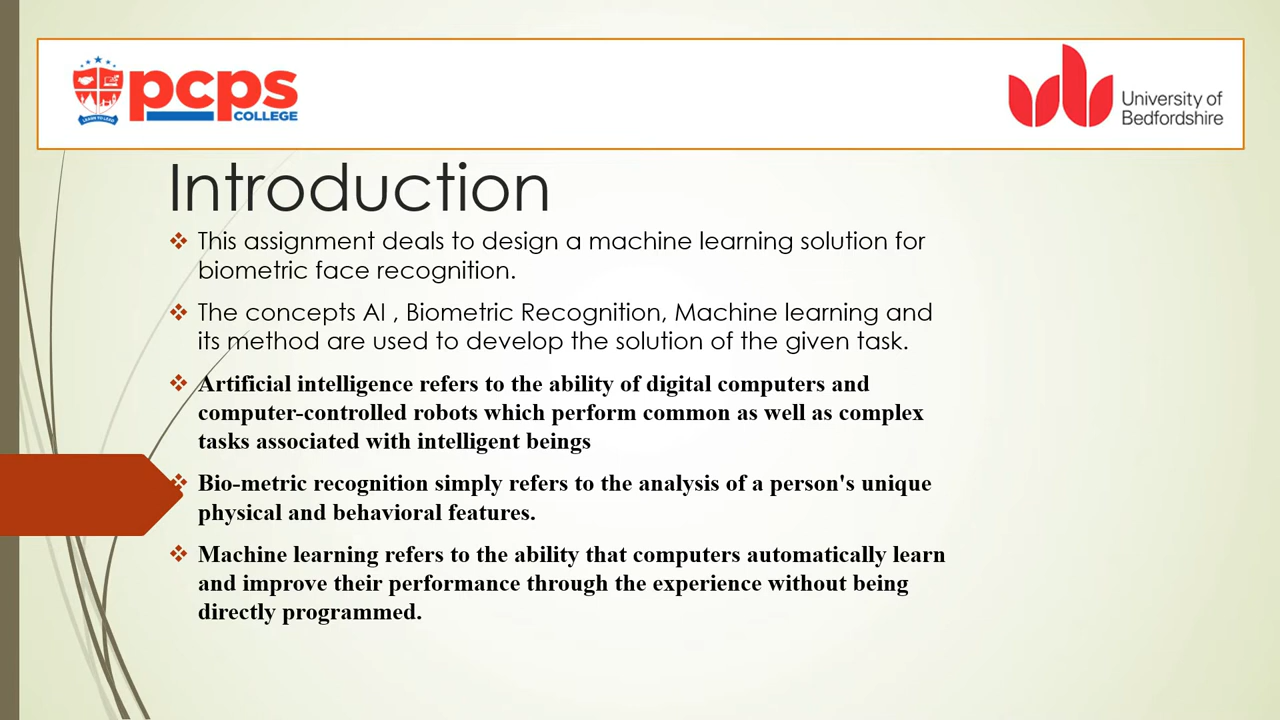 pcps
COLLEGE
LEARN TO LEAD
University of
Bedfordshire
Introduction
This assignment deals to design a machine learning solution for
biometric face recognition.
The concepts AI , Biometric Recognition, Machine learning and
its method are used to develop the solution of the given task.
Artificial intelligence refers to the ability of digital computers and
computer-controlled robots which perform common as well as complex
tasks associated with intelligent beings
Bio-metric recognition simply refers to the analysis of a person's unique
physical and behavioral features.
Machine learning refers to the ability that computers automatically learn
and improve their performance through the experience without being
directly programmed.